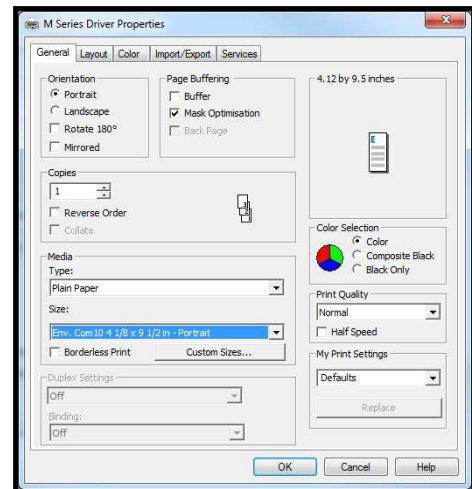 M Series Driver Properties
General Layout Color Import/Export Services
Orientation
Portrait
Landscape
Rotate 180°
Mirrored
Page Buffering
Buffer
Mask Optimisation
Back Page
4.12 by 9.5 inches
E
Copies
1
Reverse Order
Collate
3
2
1
Color Selection
Color
Composite Black
Black Only
Media
Type:
Plain Paper
Size:
Env. Com10 4 1/8 x 9 1/2 in - Portrait
Borderless Print Custom Sizes...
Print Quality
Normal
Half Speed
My Print Settings
Defaults
Replace
Duplex Settings
Off
Binding:
Off
OK Cancel Help